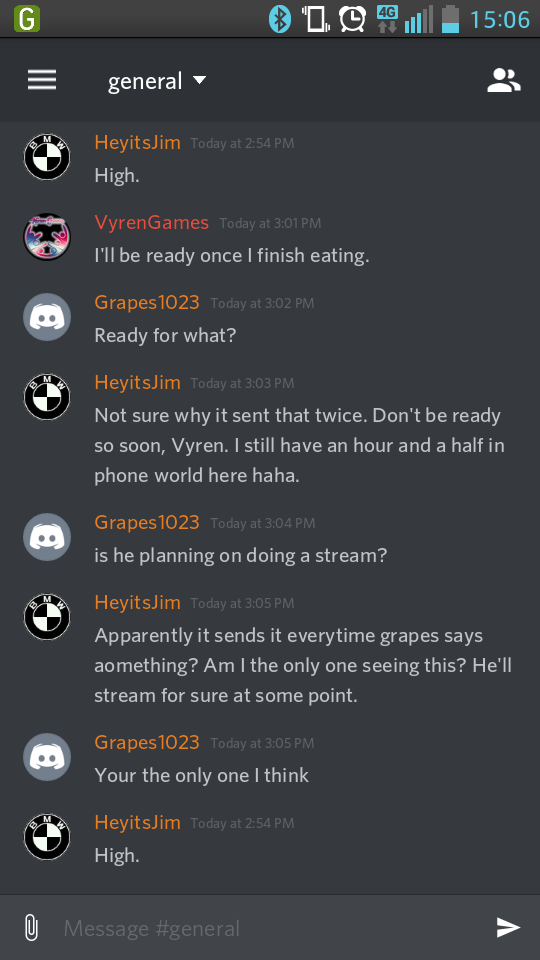 G
4G
15:06
general
HeyitsJim Today at 2:54 PM
High.
VyrenGames Today at 3:01 PM
I'll be ready once I finish eating.
Grapes1023 Today at 3:02 PM
Ready for what?
HeyitsJim Today at 3:03 PM
Not sure why it sent that twice. Don't be ready
so soon, Vyren. I still have an hour and a half in
phone world here haha.
Grapes1023 Today at 3:04 PM
is he planning on doing a stream?
HeyitsJim Today at 3:05 PM
Apparently it sends it everytime grapes says
aomething? Am I the only one seeing this? He'll
stream for sure at some point.
Grapes1023 Today at 3:05 PM
Your the only one I think
HeyitsJim Today at 2:54 PM
High.
Message #general
BMW
BMW
BMW
BMW